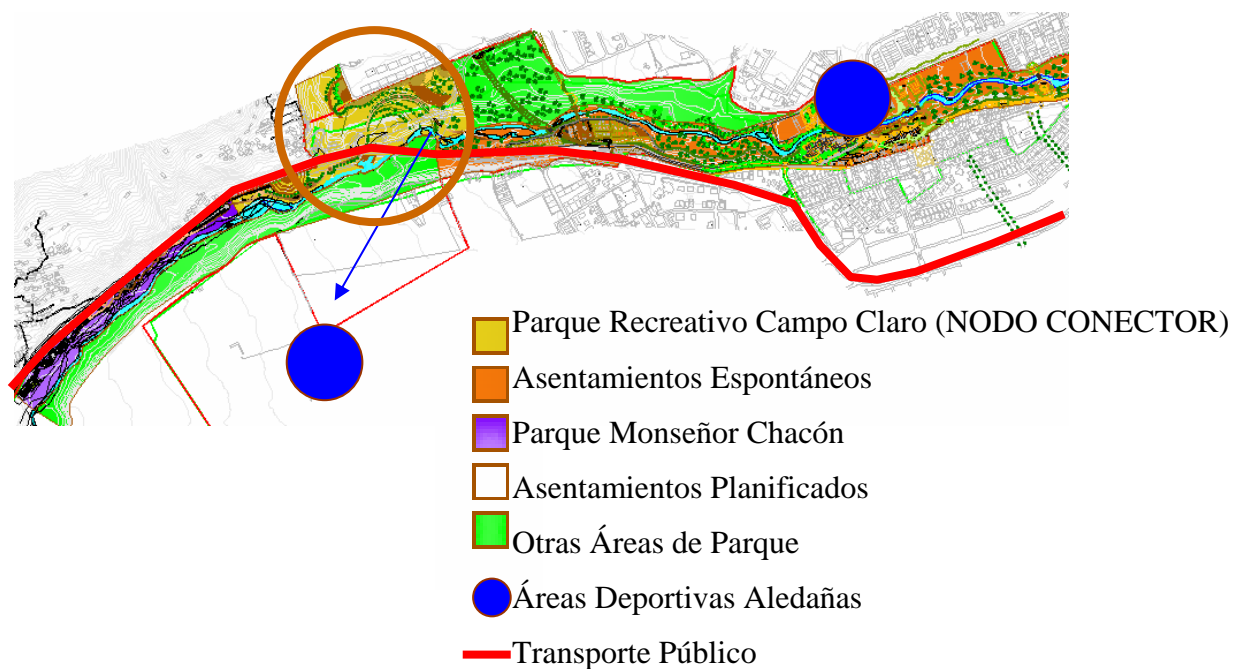 Parque Recreativo Campo Claro (NODO CONECTOR)
Asentamientos Espontáneos
Parque Monseñor Chacón
Asentamientos Planificados
Otras Áreas de Parque
Áreas Deportivas Aledañas
Transporte Público